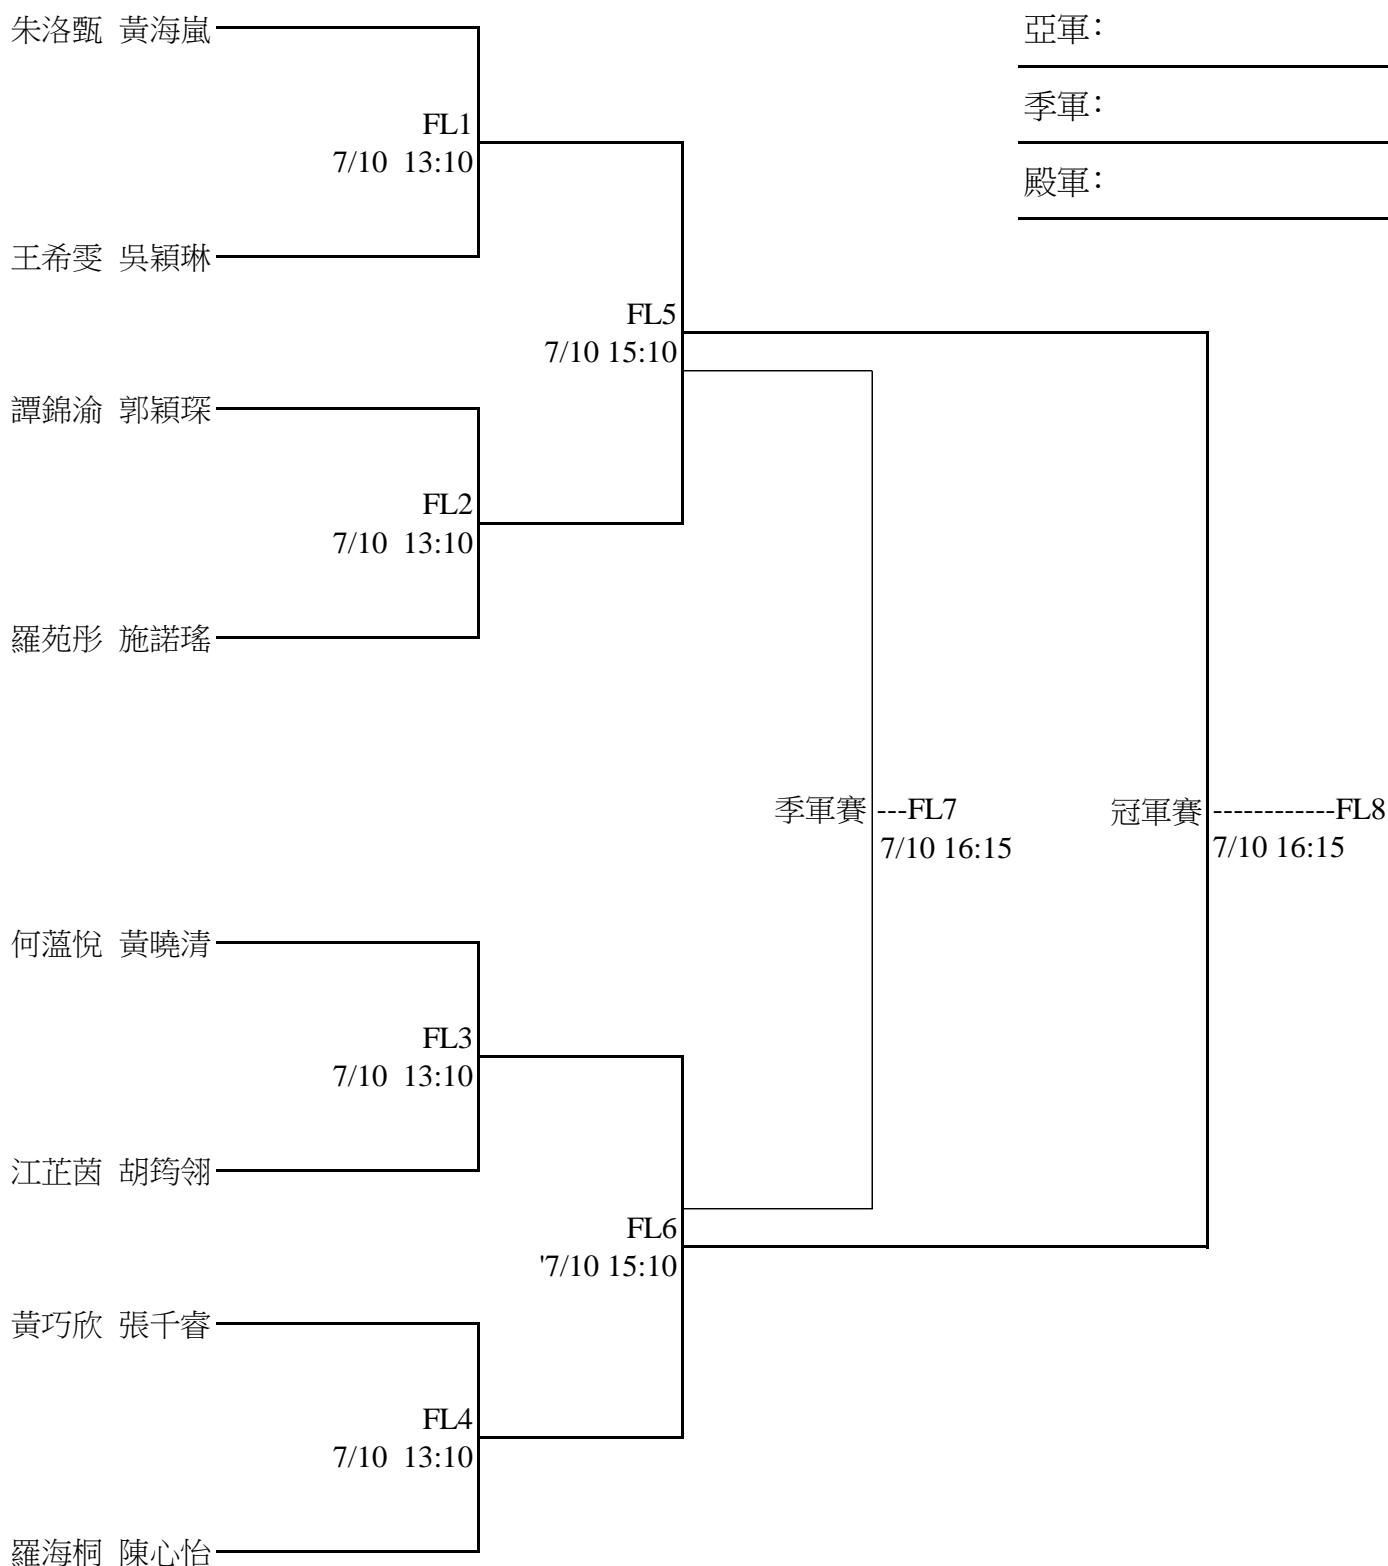 朱洛甄 黃海嵐
亞軍：
季軍：
FL1
7/10 13:10
殿軍：
王希雯 吳穎琳
FL5
7/10 15:10
譚錦渝 郭穎琛
FL2
7/10 13:10
羅苑彤 施諾瑤
季軍賽 ---FL7
7/10 16:15
冠軍賽 ------------FL8
7/10 16:15
何薀悅 黃曉清
FL3
7/10 13:10
江芷茵 胡筠翎
FL6
'7/10 15:10
黃巧欣 張千睿
FL4
7/10 13:10
羅海桐 陳心怡